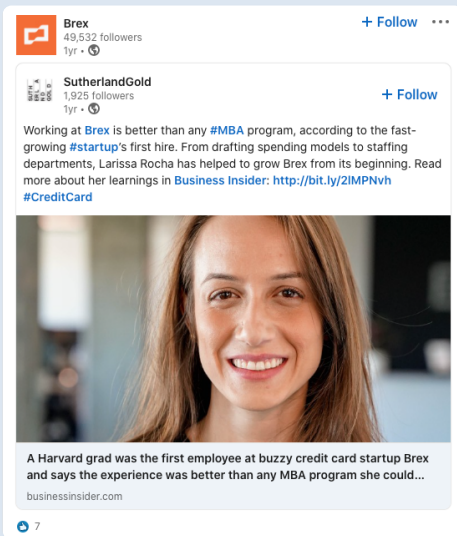 Brex
49,532 followers
1yr •
+ Follow •••
SutherlandGold
1,925 followers
1yr •
+ Follow
SUTH
ERLA
ND
GOLD
Working at Brex is better than any #MBA program, according to the fast-
growing #startup's first hire. From drafting spending models to staffing
departments, Larissa Rocha has helped to grow Brex from its beginning. Read
more about her learnings in Business Insider: http://bit.ly/2lMPNvh
#CreditCard
A Harvard grad was the first employee at buzzy credit card startup Brex
and says the experience was better than any MBA program she could...
businessinsider.com
7